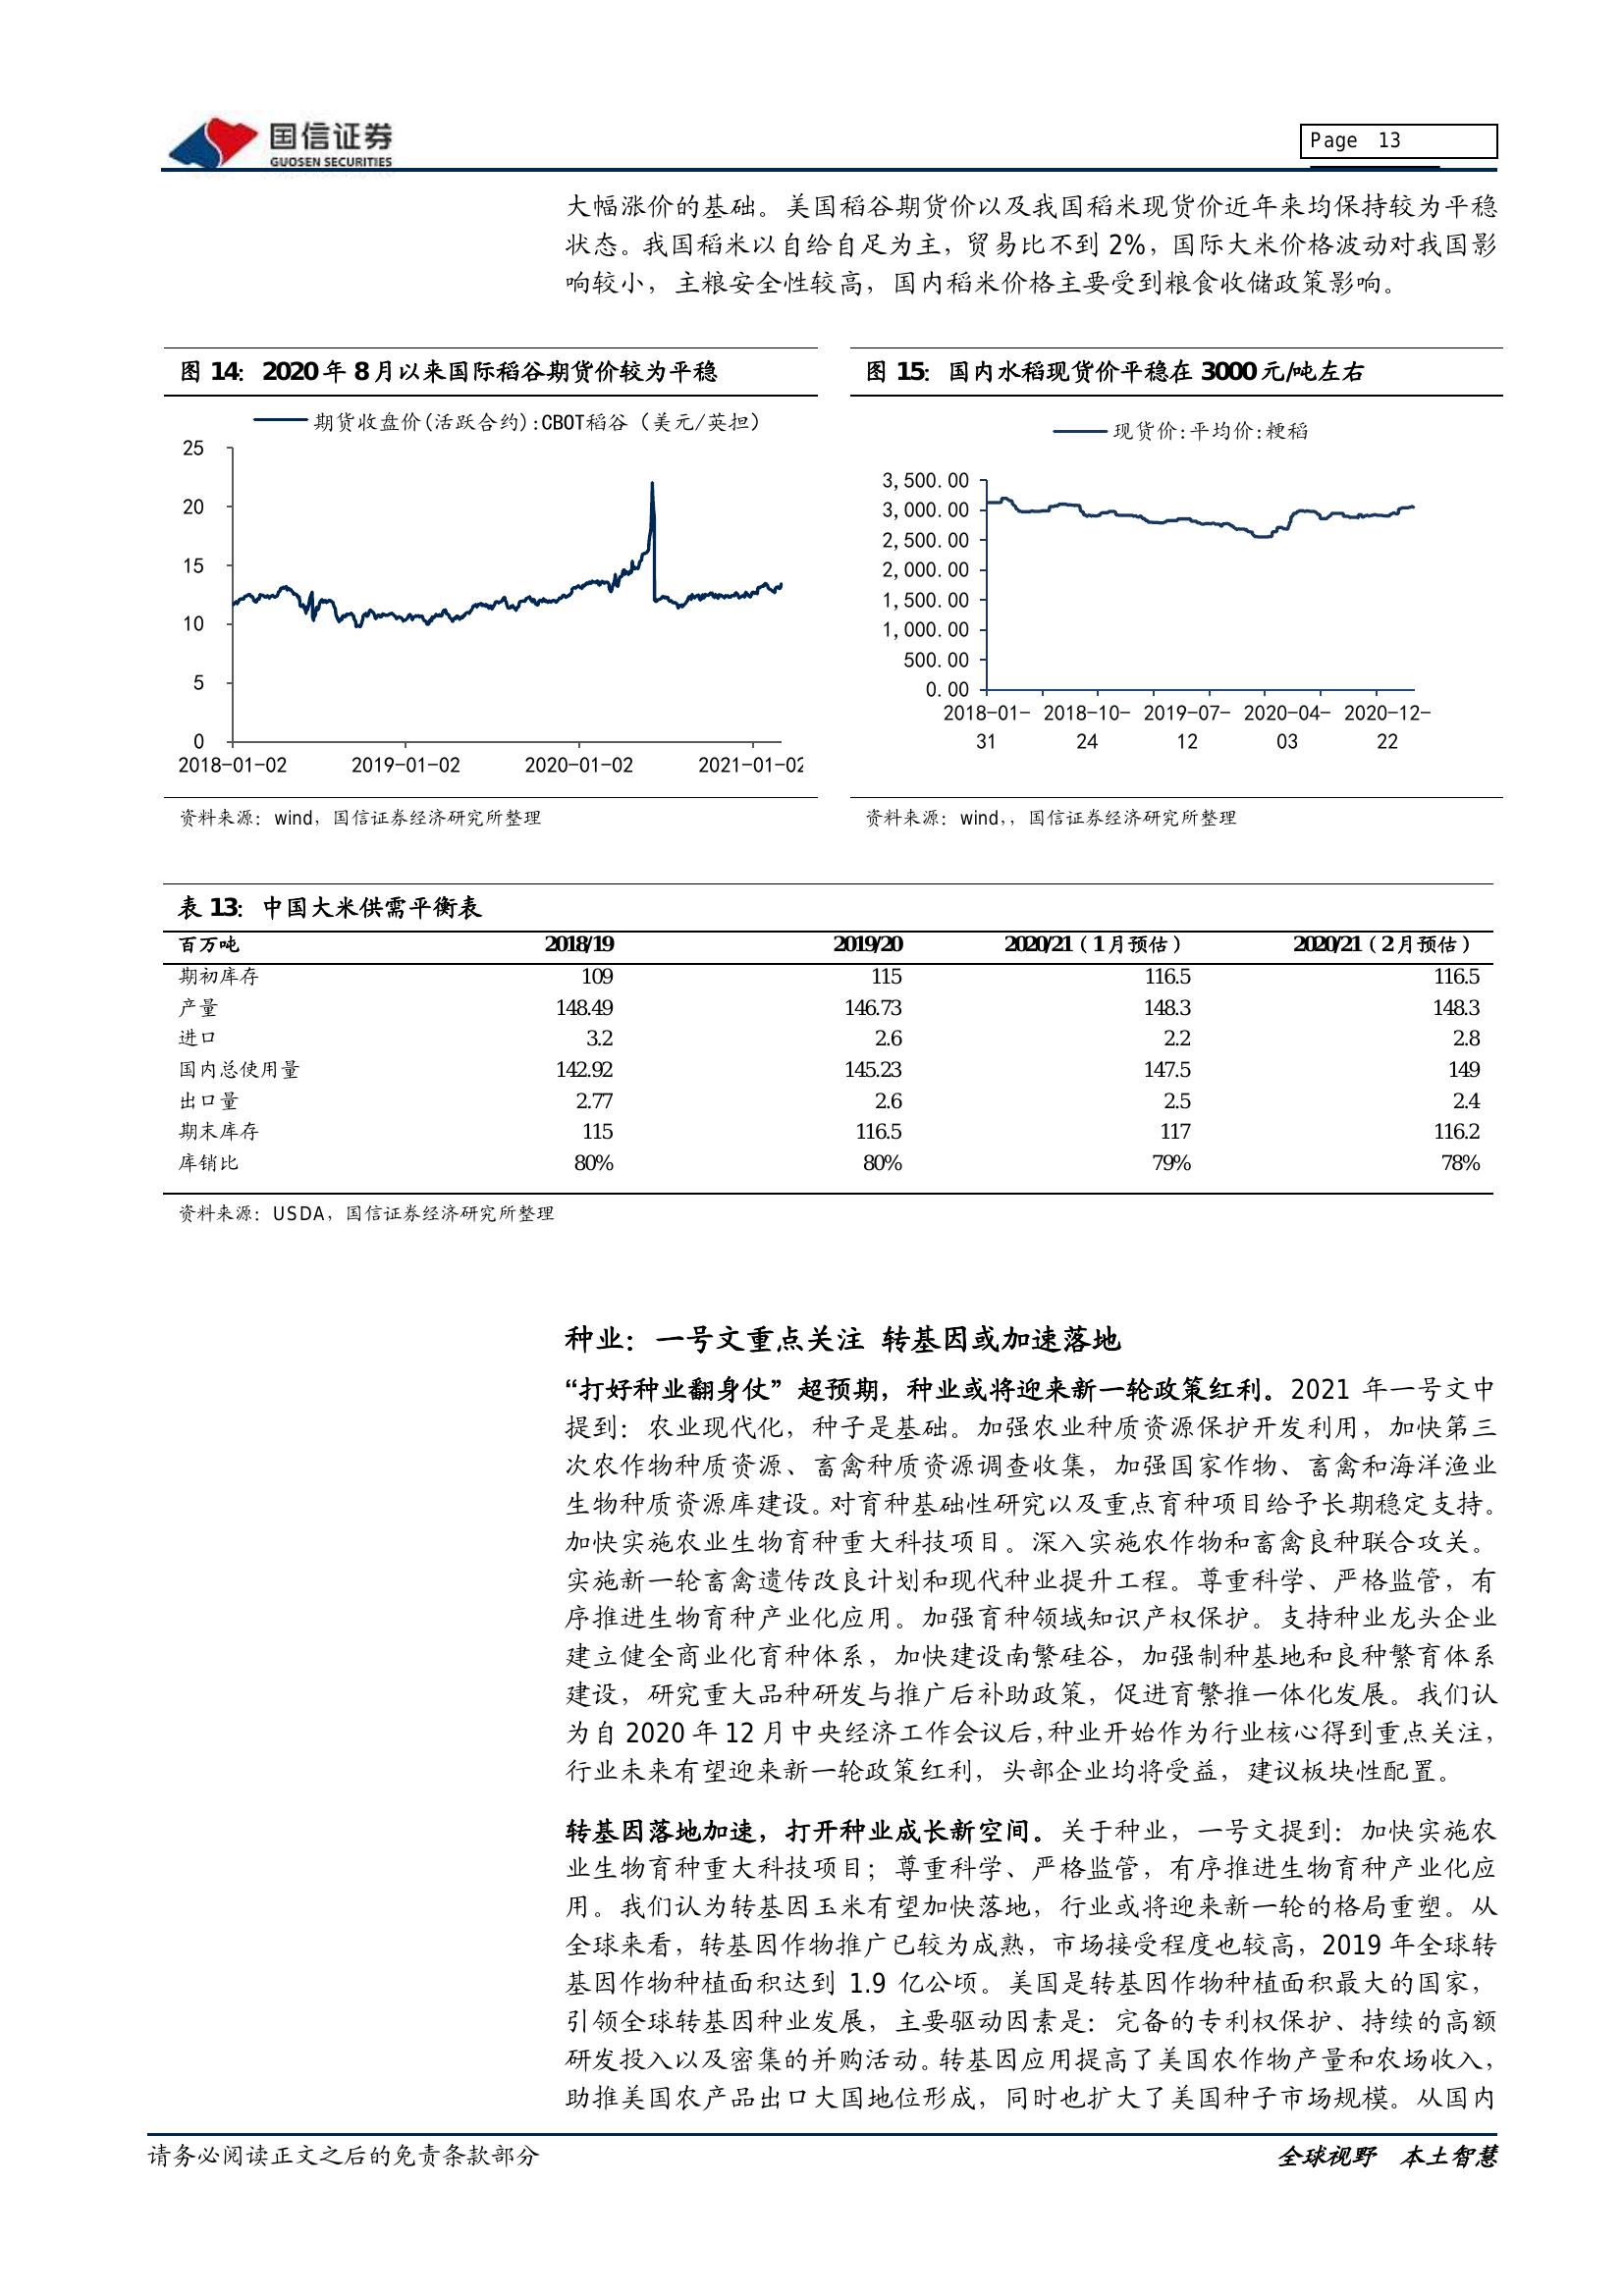 国信证券
GUOSEN SECURITIES
Page 13
大幅涨价的基础。美国稻谷期货价以及我国稻米现货价近年来均保持较为平稳
状态。我国稻米以自给自足为主，贸易比不到 2%，国际大米价格波动对我国影
响较小，主粮安全性较高，国内稻米价格主要受到粮食收储政策影响。
图 14：2020 年 8 月以来国际稻谷期货价较为平稳
期货收盘价(活跃合约):CBOT稻谷（美元/英担）
25
20
15
10
5
0
2018-01-02 2019-01-02 2020-01-02 2021-01-02
资料来源：wind，国信证券经济研究所整理
图 15：国内水稻现货价平稳在 3000 元/吨左右
现货价:平均价:粳稻
3,500.00
3,000.00
2,500.00
2,000.00
1,500.00
1,000.00
500.00
0.00
2018-01- 2018-10- 2019-07- 2020-04- 2020-12-
31 24 12 03 22
资料来源：wind，，国信证券经济研究所整理
表 13：中国大米供需平衡表
百万吨 2018/19 2019/20 2020/21（1 月预估） 2020/21（2 月预估）
期初库存 109 115 116.5 116.5
产量 148.49 146.73 148.3 148.3
进口 3.2 2.6 2.2 2.8
国内总使用量 142.92 145.23 147.5 149
出口量 2.77 2.6 2.5 2.4
期末库存 115 116.5 117 116.2
库销比 80% 80% 79% 78%
资料来源：USDA，国信证券经济研究所整理
种业：一号文重点关注 转基因或加速落地
“打好种业翻身仗”超预期，种业或将迎来新一轮政策红利。2021 年一号文中
提到：农业现代化，种子是基础。加强农业种质资源保护开发利用，加快第三
次农作物种质资源、畜禽种质资源调查收集，加强国家作物、畜禽和海洋渔业
生物种质资源库建设。对育种基础性研究以及重点育种项目给予长期稳定支持。
加快实施农业生物育种重大科技项目。深入实施农作物和畜禽良种联合攻关。
实施新一轮畜禽遗传改良计划和现代种业提升工程。尊重科学、严格监管，有
序推进生物育种产业化应用。加强育种领域知识产权保护。支持种业龙头企业
建立健全商业化育种体系，加快建设南繁硅谷，加强制种基地和良种繁育体系
建设，研究重大品种研发与推广后补助政策，促进育繁推一体化发展。我们认
为自 2020 年 12 月中央经济工作会议后，种业开始作为行业核心得到重点关注，
行业未来有望迎来新一轮政策红利，头部企业均将受益，建议板块性配置。
转基因落地加速，打开种业成长新空间。关于种业，一号文提到：加快实施农
业生物育种重大科技项目；尊重科学、严格监管，有序推进生物育种产业化应
用。我们认为转基因玉米有望加快落地，行业或将迎来新一轮的格局重塑。从
全球来看，转基因作物推广已较为成熟，市场接受程度也较高，2019 年全球转
基因作物种植面积达到 1.9 亿公顷。美国是转基因作物种植面积最大的国家，
引领全球转基因种业发展，主要驱动因素是：完备的专利权保护、持续的高额
研发投入以及密集的并购活动。转基因应用提高了美国农作物产量和农场收入，
助推美国农产品出口大国地位形成，同时也扩大了美国种子市场规模。从国内
请务必阅读正文之后的免责条款部分
全球视野 本土智慧